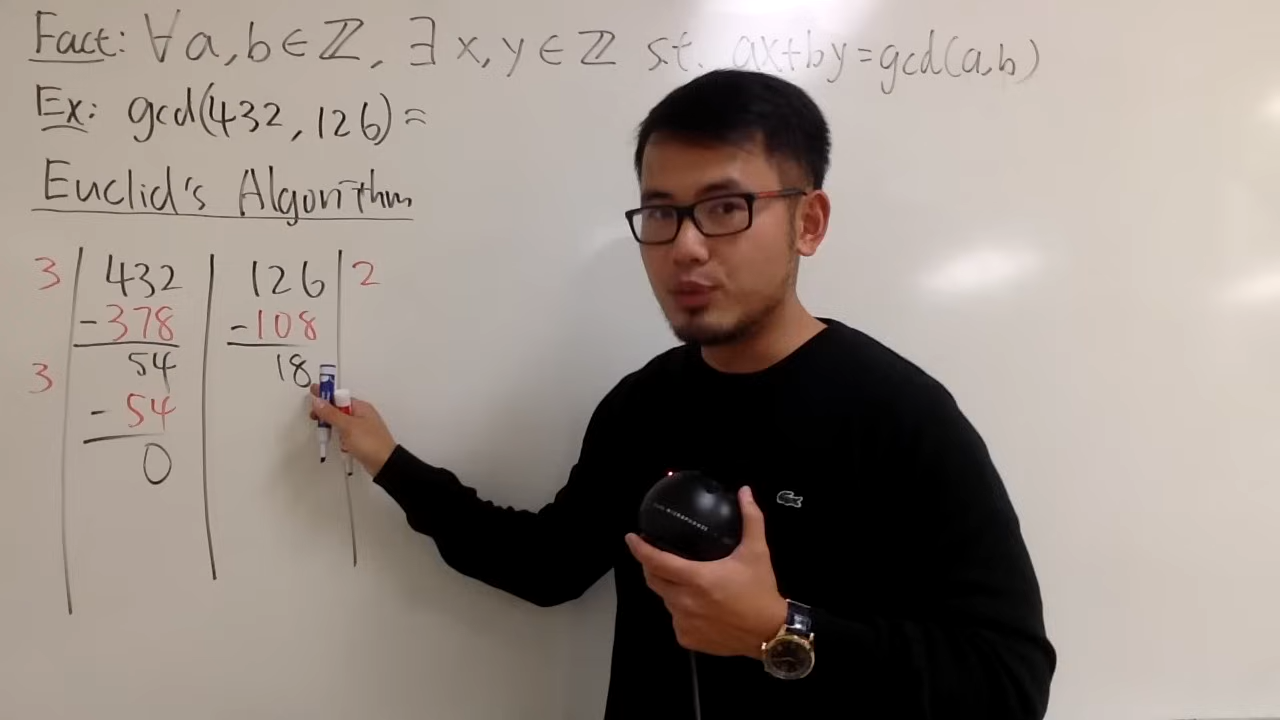 Fact: ∀ a, b ∈ ℤ, ∃ x, y ∈ ℤ s.t. ax+by=gcd(a,b)
Ex: gcd(432, 126) =
Euclid's Algorithm
3 432 126 2
-378 -108
54 18
3
- 54
0